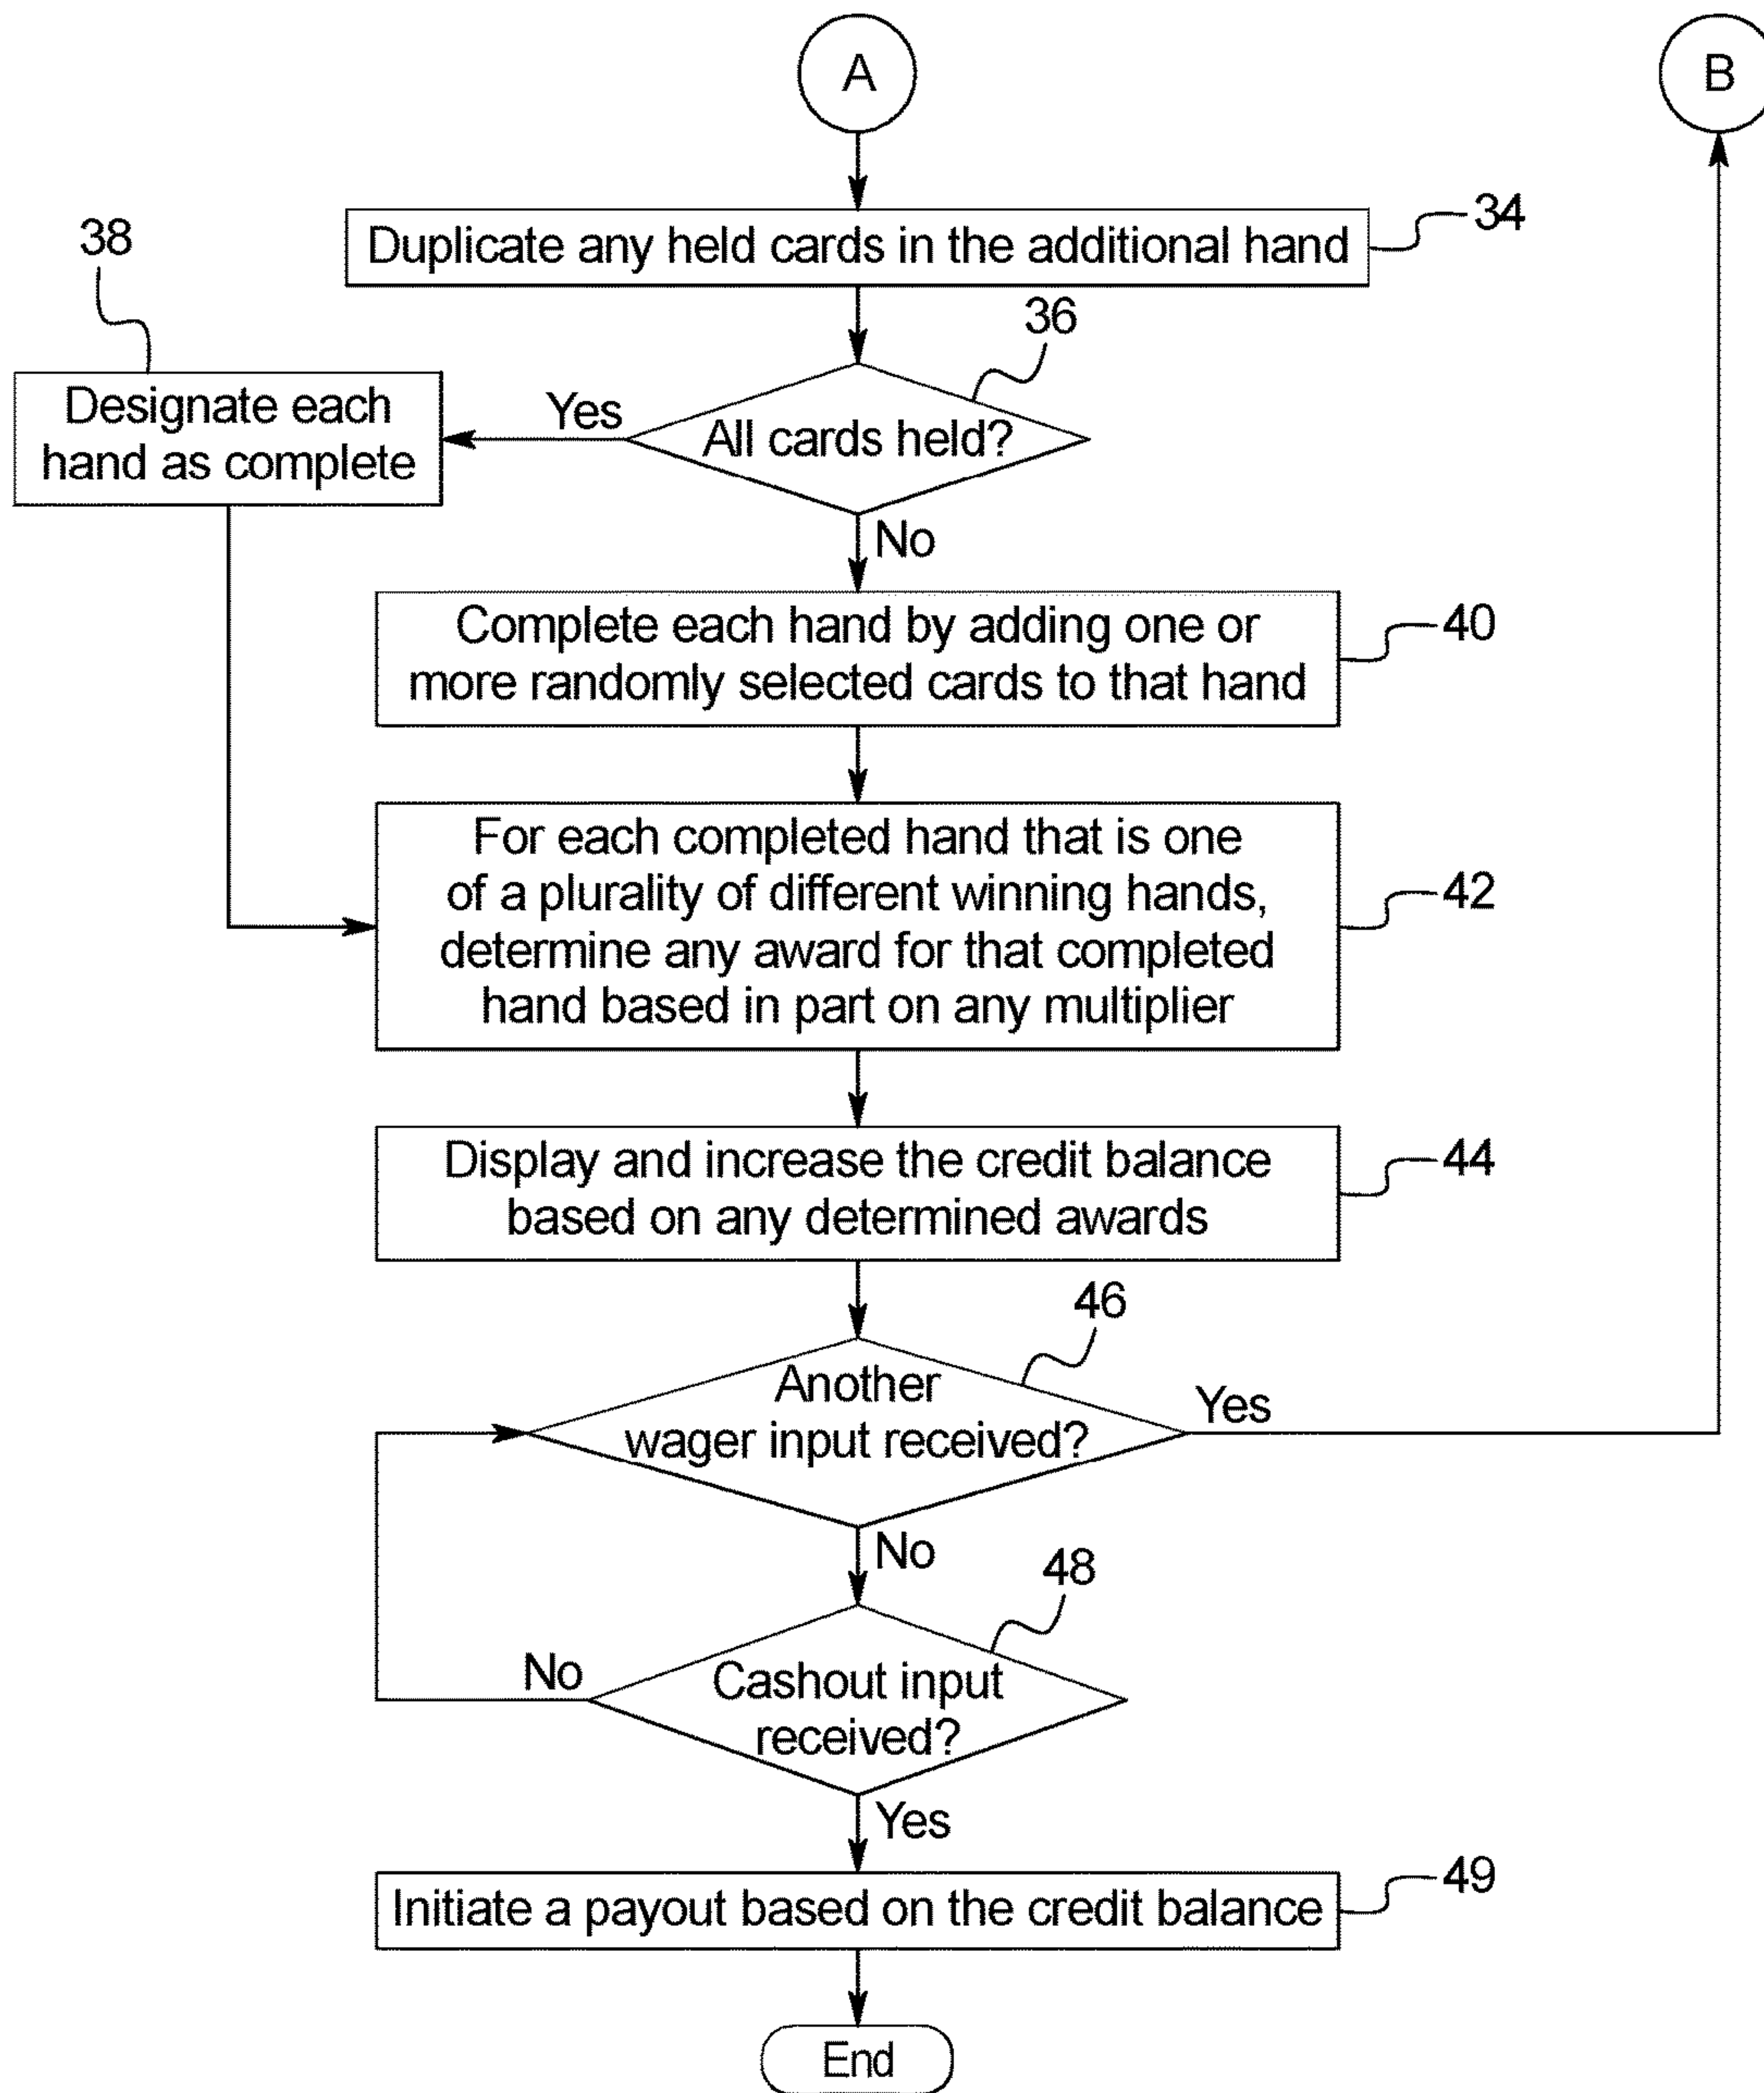 A
B
Duplicate any held cards in the additional hand
34
38
36
Designate each
hand as complete
Yes
All cards held?
No
Complete each hand by adding one or
more randomly selected cards to that hand
40
For each completed hand that is one
of a plurality of different winning hands,
determine any award for that completed
hand based in part on any multiplier
42
Display and increase the credit balance
based on any determined awards
44
46
Another
wager input received?
Yes
No
48
No
Cashout input
received?
Yes
Initiate a payout based on the credit balance
49
End